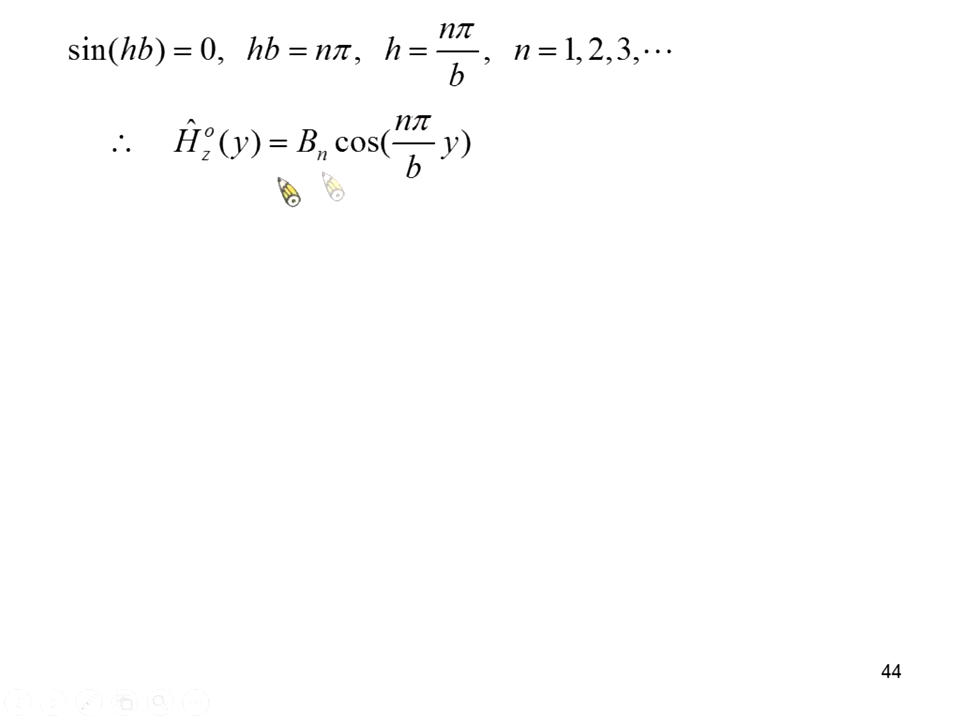 sin(hb) = 0, hb = nπ, h = nπ/b, n = 1, 2, 3, ⋯
∴ Ĥ_z^o(y) = B_n cos(nπ/b y)
44